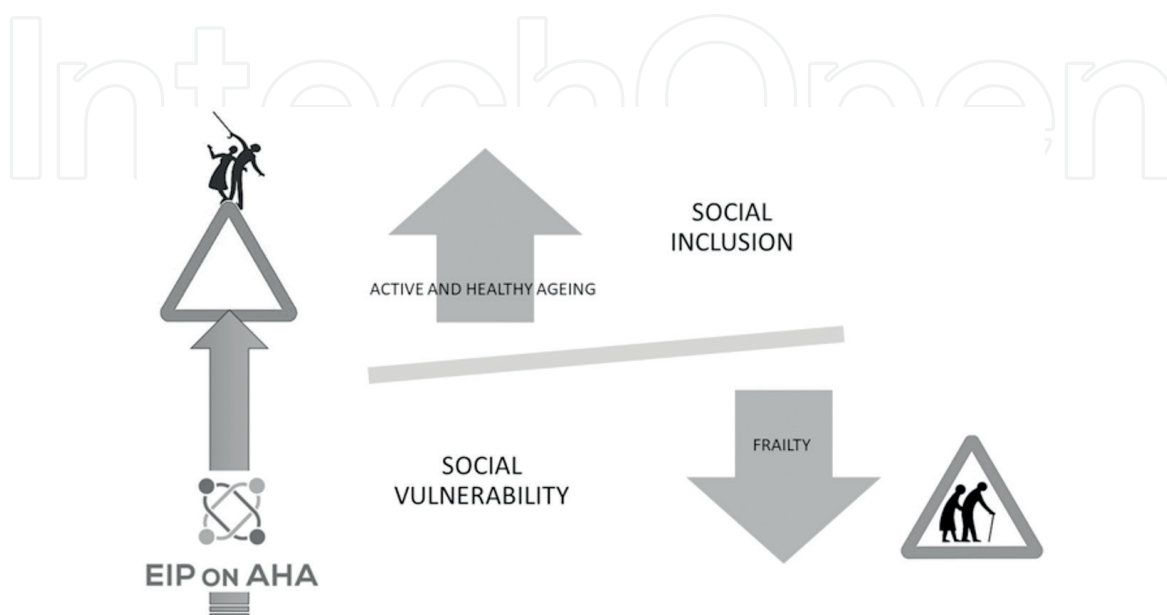 IntechOpen
SOCIAL
INCLUSION
ACTIVE AND HEALTHY AGEING
FRAILTY
SOCIAL
VULNERABILITY
EIP ON AHA